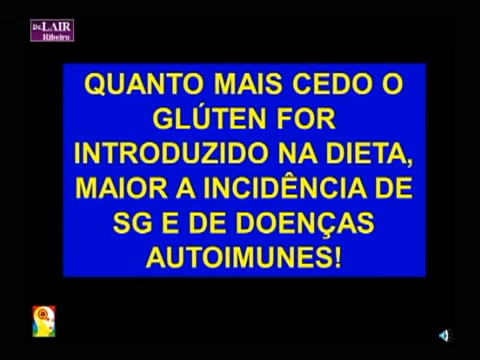 DR. LAIR
Ribeiro
QUANTO MAIS CEDO O
GLÚTEN FOR
INTRODUZIDO NA DIETA,
MAIOR A INCIDÊNCIA DE
SG E DE DOENÇAS
AUTOIMUNES!